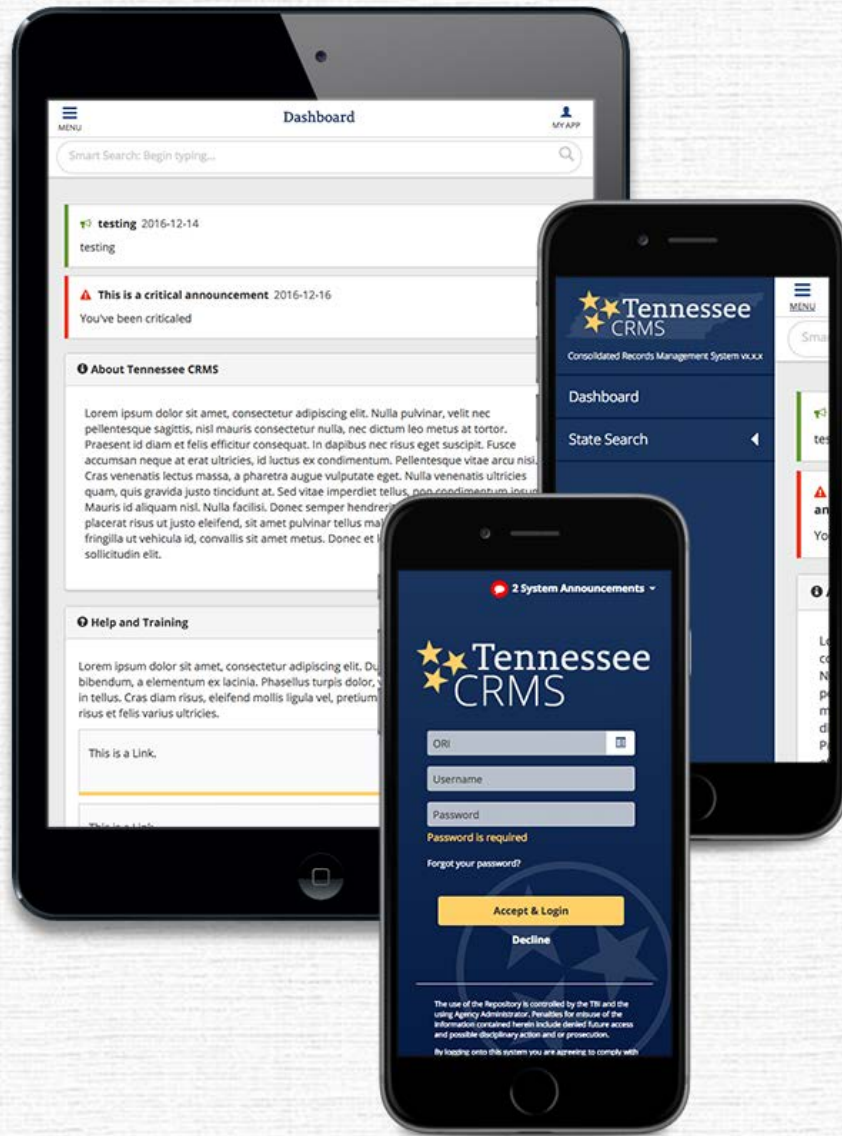 MENU
Dashboard
MY APP
Smart Search: Begin typing...
testing 2016-12-14
testing
This is a critical announcement 2016-12-16
You've been criticaled
About Tennessee CRMS
Lorem ipsum dolor sit amet, consectetur adipiscing elit. Nulla pulvinar, velit nec
pellentesque sagittis, nisl mauris consectetur nulla, nec dictum leo metus at tortor.
Praesent id diam et felis efficitur consequat. In dapibus nec risus eget suscipit. Fusce
accumsan neque at erat ultricies, id luctus ex condimentum. Pellentesque vitae arcu nisi.
Cras venenatis lectus massa, a pharetra augue vulputate eget. Nulla venenatis ultricies
quam, quis gravida justo tincidunt at. Sed vitae imperdiet tellus, non condimentum ipsum
Mauris id aliquam nisl. Nulla facilisi. Donec semper hendrerit
placerat risus ut justo eleifend, sit amet pulvinar tellus
fringilla ut vehicula id, convallis sit amet metus. Donec et
sollicitudin elit.
Help and Training
Lorem ipsum dolor sit amet, consectetur adipiscing elit.
bibendum, a elementum ex lacinia. Phasellus turpis dolor,
in tellus. Cras diam risus, eleifend mollis ligula vel, pretium
risus et felis varius ultricies.
This is a Link.
This is a Link
Tennessee
CRMS
Consolidated Records Management System vx.x.x
Dashboard
State Search
MENU
2 System Announcements
Tennessee
CRMS
ORI
Username
Password
Password is required
Forgot your password?
Accept & Login
Decline
The use of the Repository is controlled by the TBI and the
using Agency Administrator. Penalties for misuse of the
information contained herein include denied future access
and possible disciplinary action and or prosecution.
By logging onto this system you are agreeing to comply with